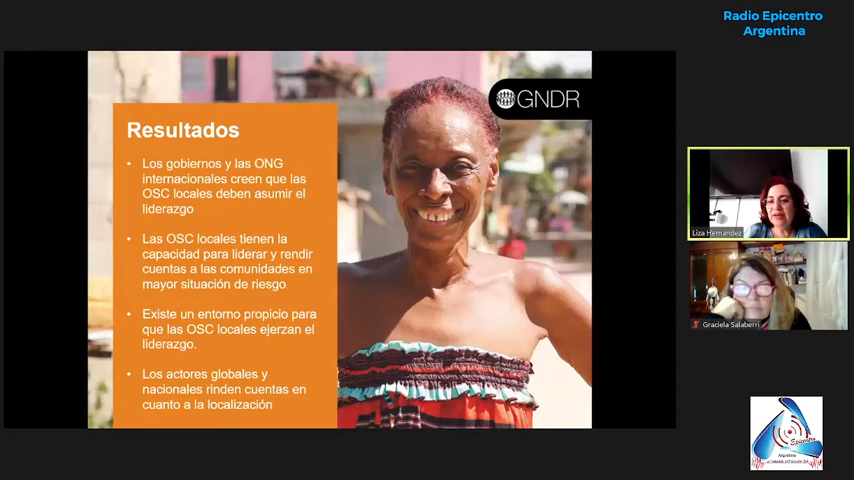 Radio Epicentro
Argentina
GNDR
Resultados
• Los gobiernos y las ONG
internacionales creen que las
OSC locales deben asumir el
liderazgo
• Las OSC locales tienen la
capacidad para liderar y rendir
cuentas a las comunidades en
mayor situación de riesgo
• Existe un entorno propicio para
que las OSC locales ejerzan el
liderazgo.
• Los actores globales y
nacionales rinden cuentas en
cuanto a la localización
Liza Hernandez
Graciela Salaberri
Epicentro
Argentina